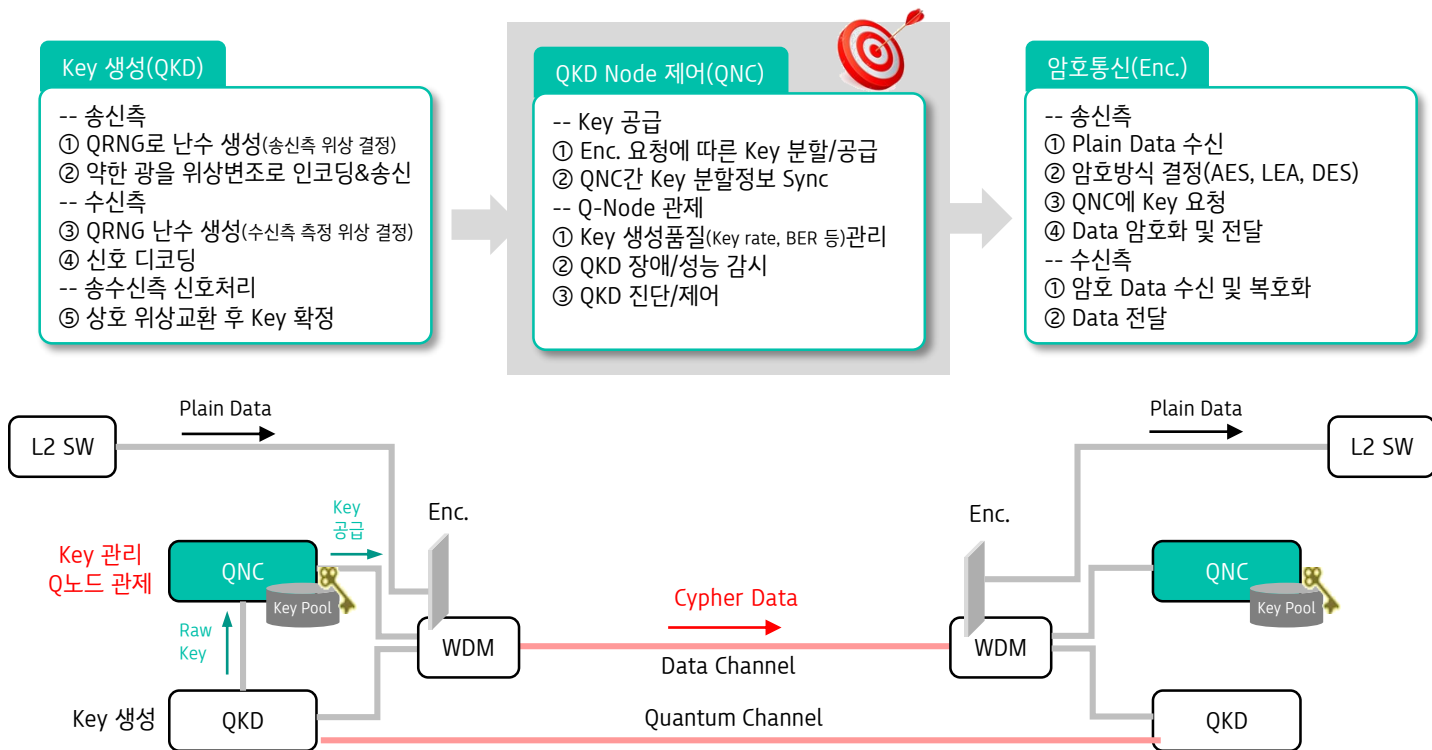 Key 생성(QKD)
-- 송신측
① QRNG로 난수 생성(송신측 위상 결정)
② 약한 광을 위상변조로 인코딩&송신
-- 수신측
③ QRNG 난수 생성(수신측 측정 위상 결정)
④ 신호 디코딩
-- 송수신측 신호처리
⑤ 상호 위상교환 후 Key 확정
QKD Node 제어(QNC)
-- Key 공급
① Enc. 요청에 따른 Key 분할/공급
② QNC간 Key 분할정보 Sync
-- Q-Node 관제
① Key 생성품질(Key rate, BER 등)관리
② QKD 장애/성능 감시
③ QKD 진단/제어
암호통신(Enc.)
-- 송신측
① Plain Data 수신
② 암호방식 결정(AES, LEA, DES)
③ QNC에 Key 요청
④ Data 암호화 및 전달
-- 수신측
① 암호 Data 수신 및 복호화
② Data 전달
Plain Data
Plain Data
L2 SW
L2 SW
Key
공급
Enc.
Enc.
Key 관리
Q노드 관제
QNC
Key Pool
QNC
Key Pool
Cypher Data
Raw
Key
WDM
WDM
Data Channel
Key 생성
QKD
Quantum Channel
QKD